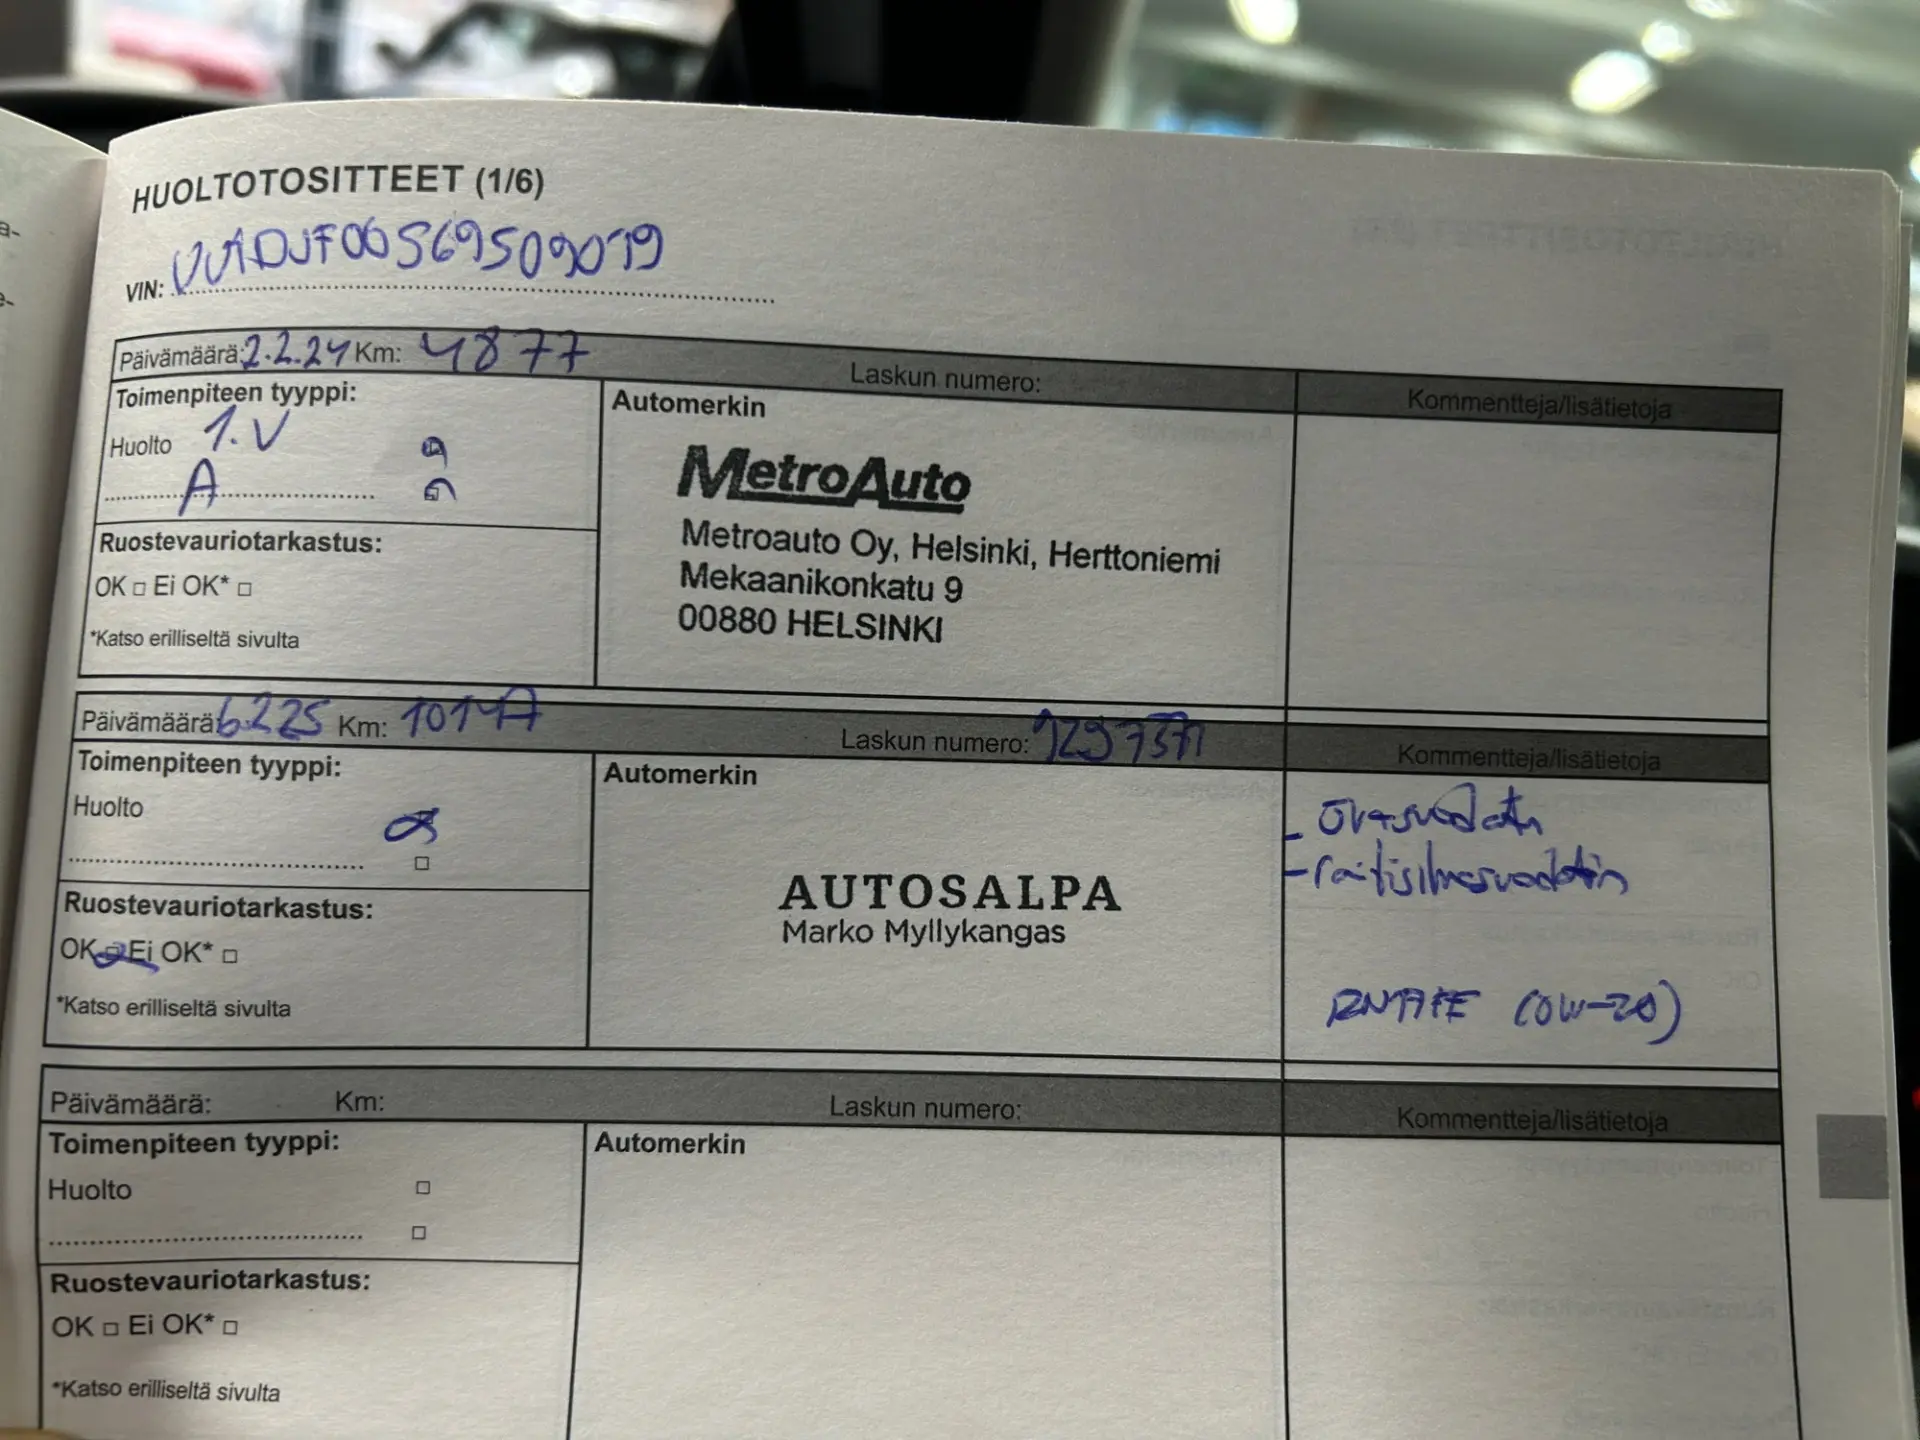 HUOLTOTOSITTEET (1/6)
VIN:
Päivämäärä: 2.2.24 Km: 4877 Laskun numero: Kommentteja/lisätietoja
Toimenpiteen tyyppi: Automerkin
Huolto 1.V
A
MetroAuto
Metroauto Oy, Helsinki, Herttoniemi
Mekaanikonkatu 9
00880 HELSINKI
Ruostevauriotarkastus:
OK □ Ei OK* □
*Katso erilliseltä sivulta
Päivämäärä: 6.2.25 Km: Laskun numero: Kommentteja/lisätietoja
Toimenpiteen tyyppi: Automerkin
Huolto
AUTOSALPA
Marko Myllykangas
- raitisilmasuodatin
(0W-20)
Ruostevauriotarkastus:
OK Ei OK* □
*Katso erilliseltä sivulta
Päivämäärä: Km: Laskun numero: Kommentteja/lisätietoja
Toimenpiteen tyyppi: Automerkin
Huolto □
□
Ruostevauriotarkastus:
OK □ Ei OK* □
*Katso erilliseltä sivulta